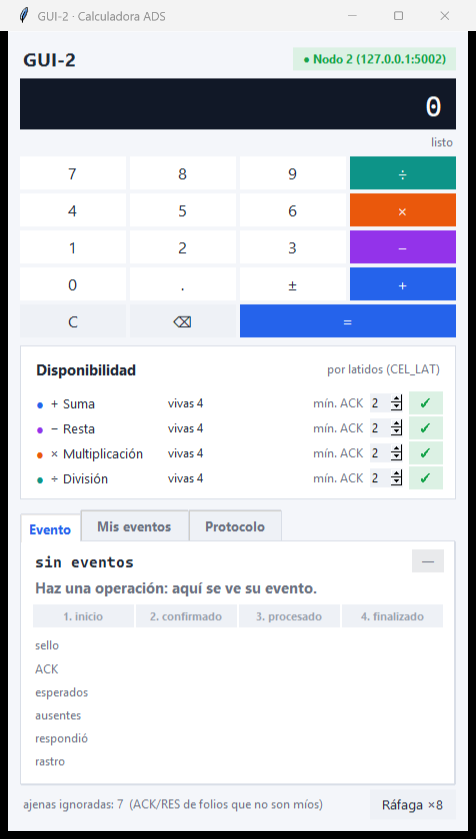 GUI-2 · Calculadora ADS
GUI-2
● Nodo 2 (127.0.0.1:5002)
0
listo
7 8 9 ÷
4 5 6 ×
1 2 3 −
0 . ± +
C ⌫ =
Disponibilidad por latidos (CEL_LAT)
● + Suma vivas 4 mín. ACK 2 ✓
● − Resta vivas 4 mín. ACK 2 ✓
● × Multiplicación vivas 4 mín. ACK 2 ✓
● ÷ División vivas 4 mín. ACK 2 ✓
Evento Mis eventos Protocolo
sin eventos —
Haz una operación: aquí se ve su evento.
1. inicio 2. confirmado 3. procesado 4. finalizado
sello
ACK
esperados
ausentes
respondió
rastro
ajenas ignoradas: 7 (ACK/RES de folios que no son míos) Ráfaga ×8